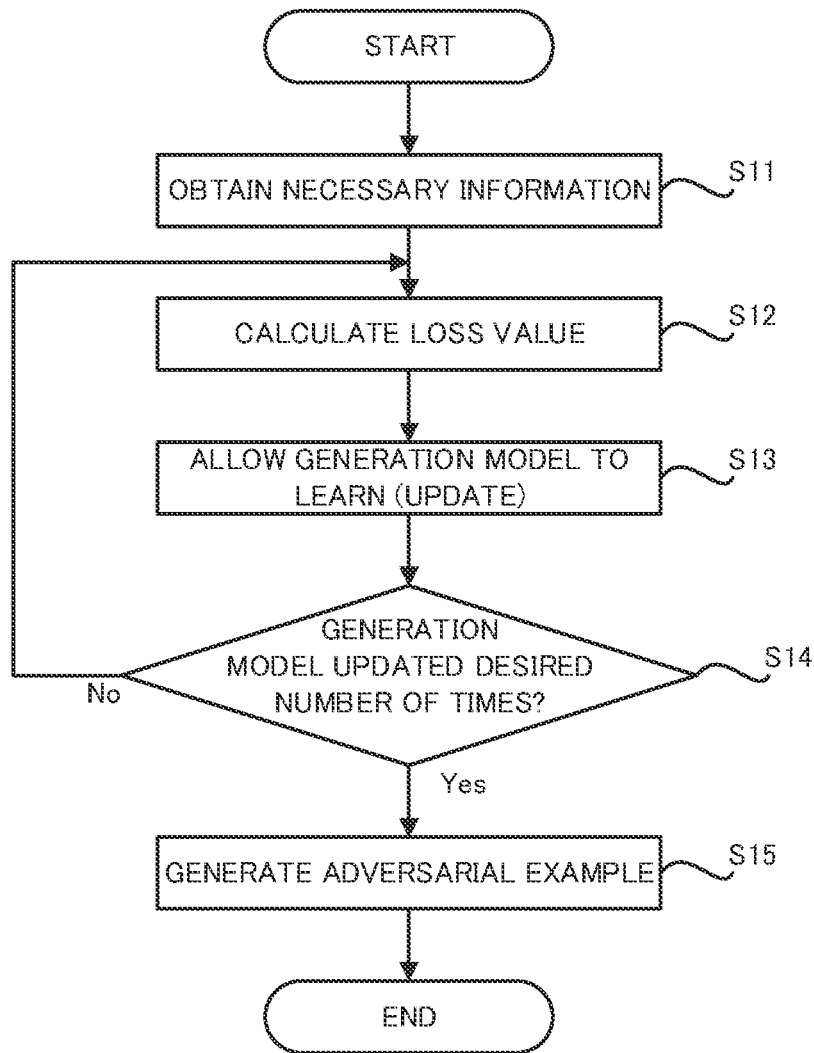 START
OBTAIN NECESSARY INFORMATION
S11
CALCULATE LOSS VALUE
S12
ALLOW GENERATION MODEL TO
LEARN (UPDATE)
S13
GENERATION
MODEL UPDATED DESIRED
NUMBER OF TIMES?
S14
No
Yes
GENERATE ADVERSARIAL EXAMPLE
S15
END